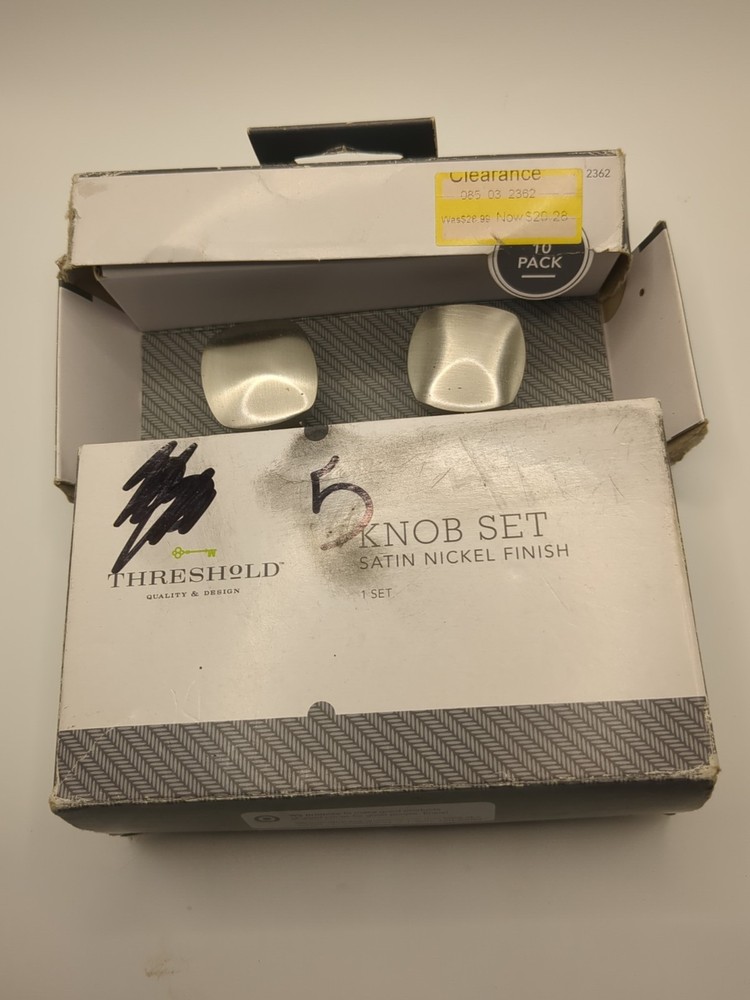 Clearance
2362
085 03 2362
Was$28.99 Now $20.28
10
PACK
5
KNOB SET
SATIN NICKEL FINISH
1 SET
THRESHOLD™
QUALITY & DESIGN